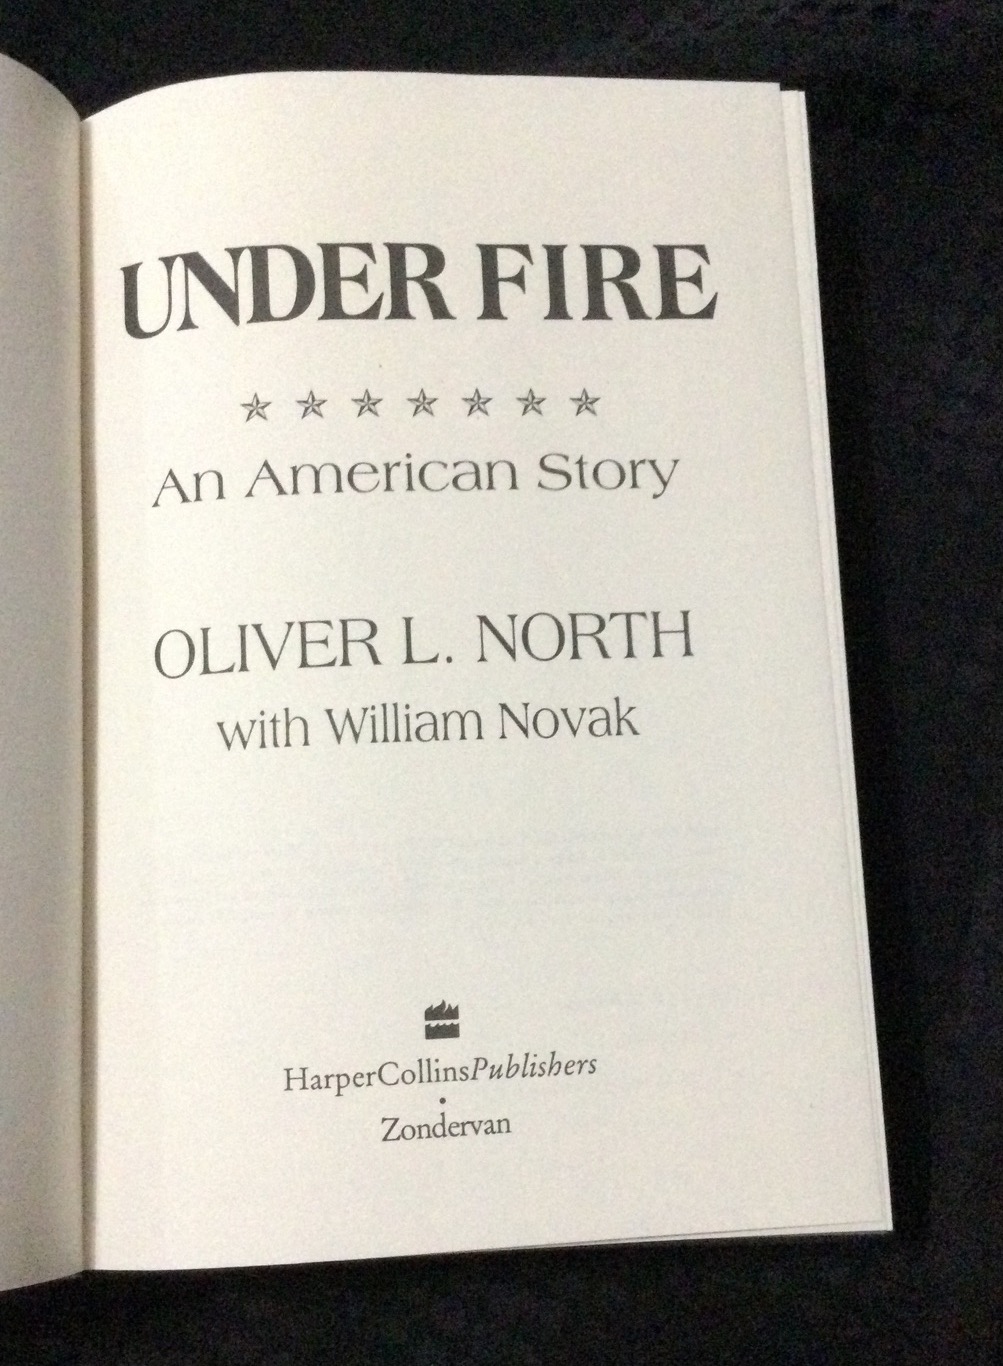 UNDER FIRE
An American Story
OLIVER L. NORTH
with William Novak
HarperCollinsPublishers
Zondervan